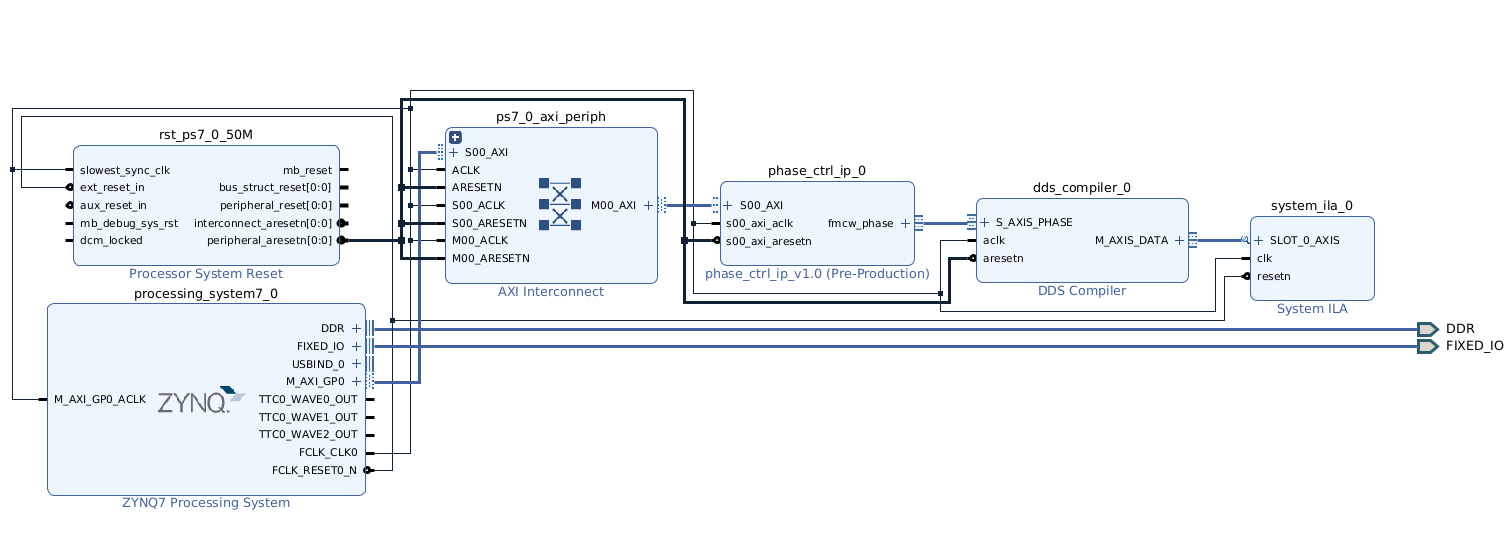 rst_ps7_0_50M
slowest_sync_clk
ext_reset_in
aux_reset_in
mb_debug_sys_rst
dcm_locked
mb_reset
bus_struct_reset[0:0]
peripheral_reset[0:0]
interconnect_aresetn[0:0]
peripheral_aresetn[0:0]
Processor System Reset
processing_system7_0
M_AXI_GP0_ACLK
ZYNQ
DDR
FIXED_IO
USBIND_0
M_AXI_GP0
TTC0_WAVE0_OUT
TTC0_WAVE1_OUT
TTC0_WAVE2_OUT
FCLK_CLK0
FCLK_RESET0_N
ZYNQ7 Processing System
ps7_0_axi_periph
S00_AXI
ACLK
ARESETN
S00_ACLK
S00_ARESETN
M00_ACLK
M00_ARESETN
M00_AXI
AXI Interconnect
phase_ctrl_ip_0
S00_AXI
s00_axi_aclk
s00_axi_aresetn
fmcw_phase
phase_ctrl_ip_v1.0 (Pre-Production)
dds_compiler_0
S_AXIS_PHASE
aclk
aresetn
M_AXIS_DATA
DDS Compiler
system_ila_0
SLOT_0_AXIS
clk
resetn
System ILA
DDR
FIXED_IO